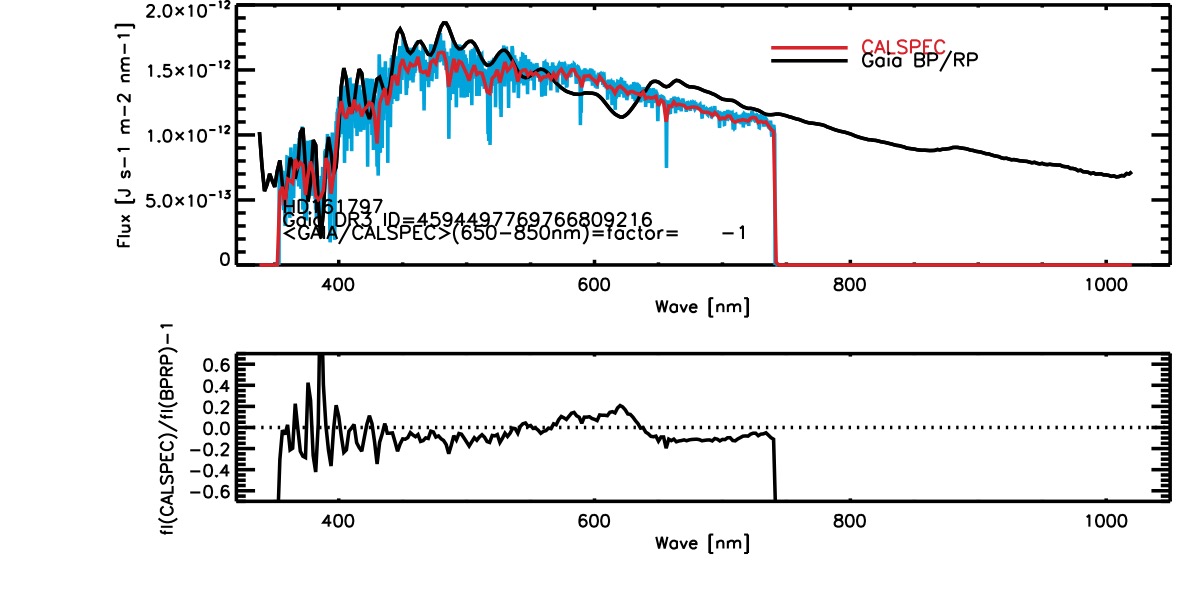 2.0×10−12
1.5×10−12
1.0×10−12
5.0×10−13
0
Flux [J s−1 m−2 nm−1]
CALSPEC
Gaia BP/RP
HD161797
Gaia DR3 ID=4594497769766809216
<GAIA/CALSPEC>(650−850nm)=factor= −1
400 600 800 1000
Wave [nm]
fl(CALSPEC)/fl(BPRP)−1
0.6
0.4
0.2
0.0
−0.2
−0.4
−0.6
400 600 800 1000
Wave [nm]